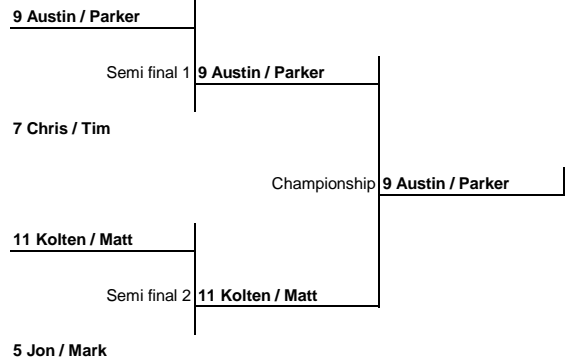 9 Austin / Parker
Semi final 1 9 Austin / Parker
7 Chris / Tim
Championship 9 Austin / Parker
11 Kolten / Matt
Semi final 2 11 Kolten / Matt
5 Jon / Mark